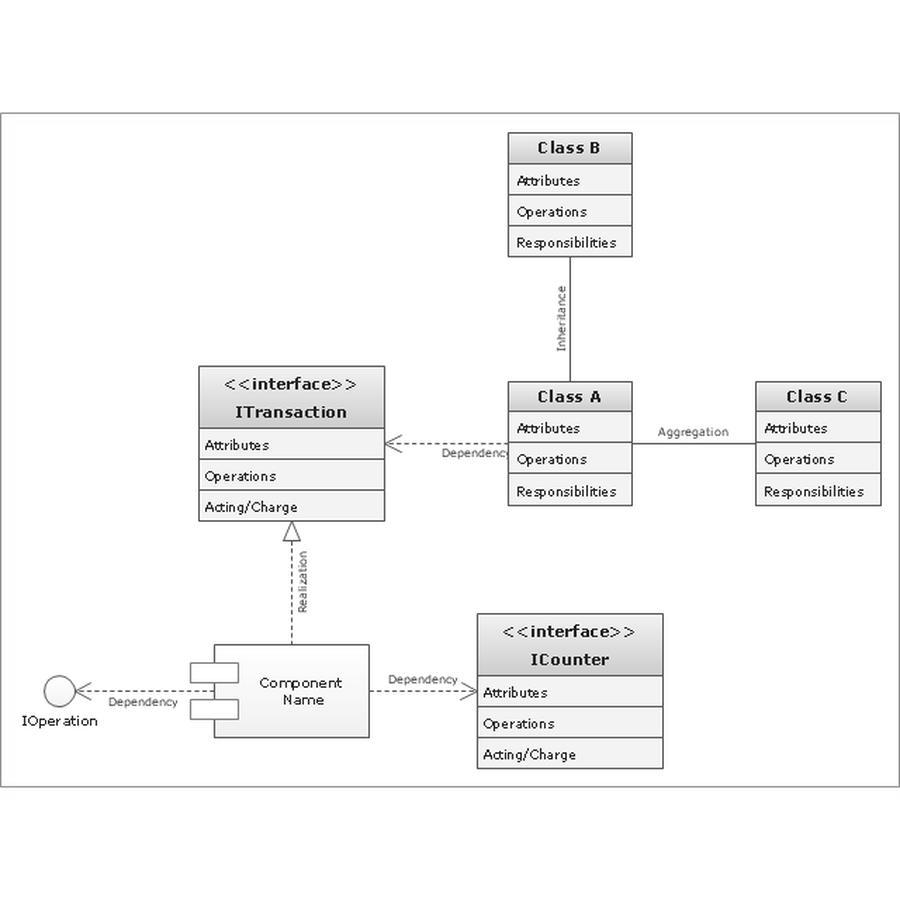 Class B
Attributes
Operations
Responsibilities
Inheritance
<<interface>>
ITransaction
Attributes
Operations
Acting/Charge
Dependency
Class A
Attributes
Operations
Responsibilities
Aggregation
Class C
Attributes
Operations
Responsibilities
Realization
Component
Name
Dependency
IOperation
Dependency
<<interface>>
ICounter
Attributes
Operations
Acting/Charge